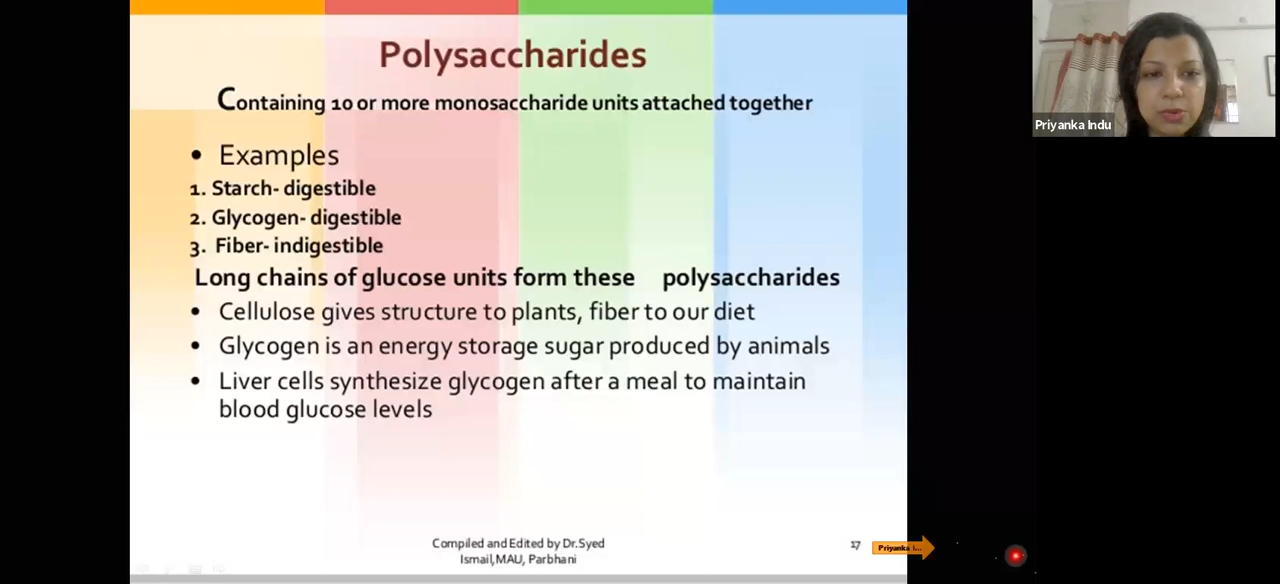 Polysaccharides
Containing 10 or more monosaccharide units attached together
• Examples
1. Starch- digestible
2. Glycogen- digestible
3. Fiber- indigestible
Long chains of glucose units form these polysaccharides
• Cellulose gives structure to plants, fiber to our diet
• Glycogen is an energy storage sugar produced by animals
• Liver cells synthesize glycogen after a meal to maintain
blood glucose levels
Compiled and Edited by Dr.Syed
Ismail,MAU, Parbhani
17
Priyanka I...
Priyanka Indu